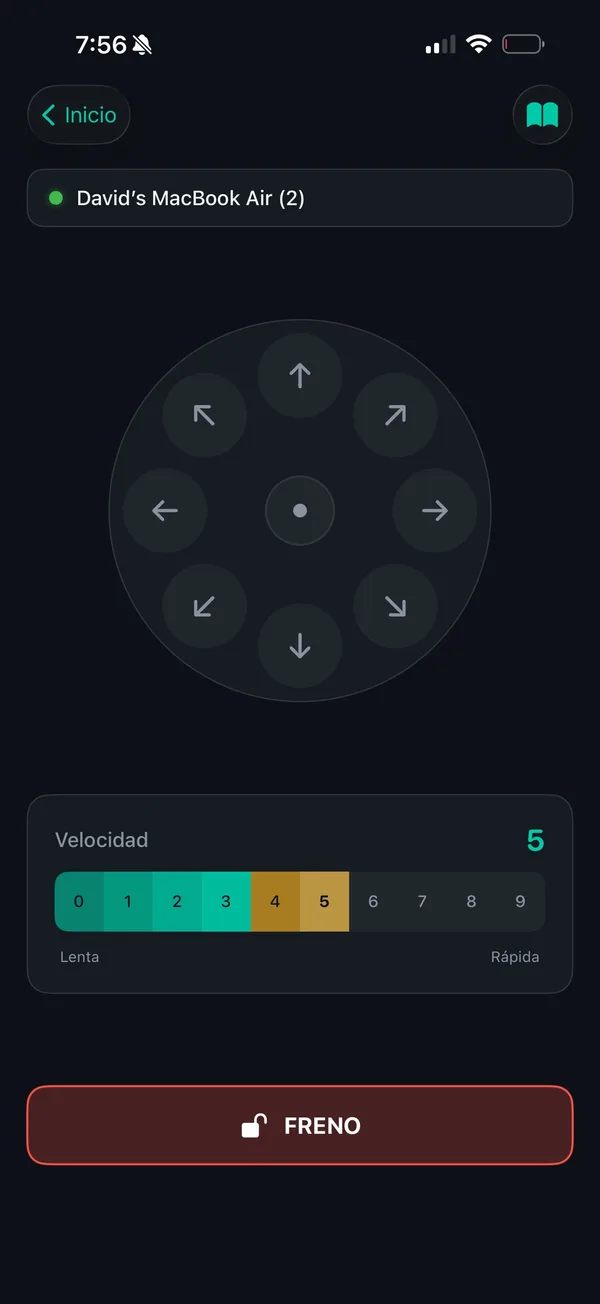 7:56
Inicio
David’s MacBook Air (2)
Velocidad 5
0 1 2 3 4 5 6 7 8 9
Lenta Rápida
FRENO